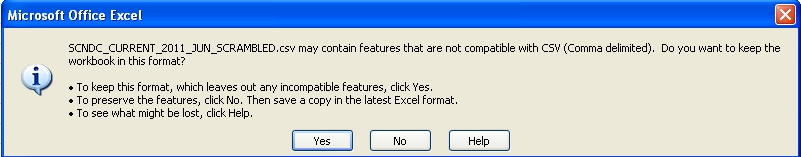 Microsoft Office Excel
SCNDC_CURRENT_2011_JUN_SCRAMBLED.csv may contain features that are not compatible with CSV (Comma delimited).  Do you want to keep the
workbook in this format?
• To keep this format, which leaves out any incompatible features, click Yes.
• To preserve the features, click No. Then save a copy in the latest Excel format.
• To see what might be lost, click Help.
Yes No Help